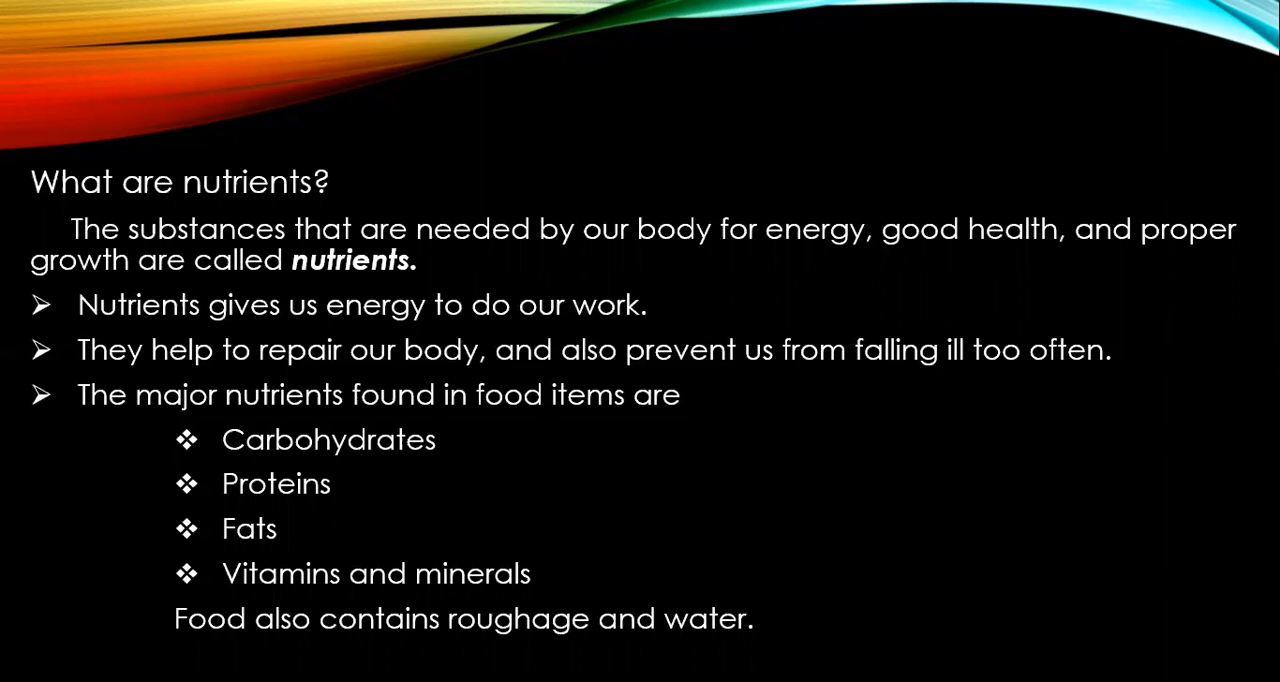 What are nutrients?
The substances that are needed by our body for energy, good health, and proper
growth are called nutrients.
Nutrients gives us energy to do our work.
They help to repair our body, and also prevent us from falling ill too often.
The major nutrients found in food items are
Carbohydrates
Proteins
Fats
Vitamins and minerals
Food also contains roughage and water.